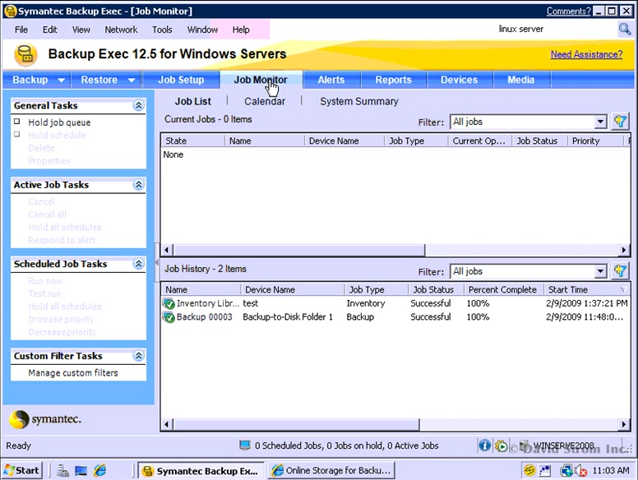 Symantec Backup Exec - [Job Monitor]
Comments?
File Edit View Network Tools Window Help
linux server
Backup Exec 12.5 for Windows Servers
Need Assistance?
Backup Restore Job Setup Job Monitor Alerts Reports Devices Media
General Tasks
Hold job queue
Hold schedule
Delete
Properties
Active Job Tasks
Cancel
Cancel all
Hold all schedules
Respond to alert
Scheduled Job Tasks
Run now
Test run
Hold all schedules
Increase priority
Decrease priority
Custom Filter Tasks
Manage custom filters
symantec.
Job List | Calendar | System Summary
Current Jobs - 0 Items
Filter: All jobs
State Name Device Name Job Type Current Op... Job Status Priority
None
Job History - 2 Items
Filter: All jobs
Name Device Name Job Type Job Status Percent Complete Start Time
Inventory Libr... test Inventory Successful 100% 2/9/2009 1:37:21 PM
Backup 00003 Backup-to-Disk Folder 1 Backup Successful 100% 2/9/2009 11:48:0...
Ready
0 Scheduled Jobs, 0 Jobs on hold, 0 Active Jobs
WINSERVE2008
© David Strom Inc.
Start
Symantec Backup Ex...
Online Storage for Backu...
11:03 AM